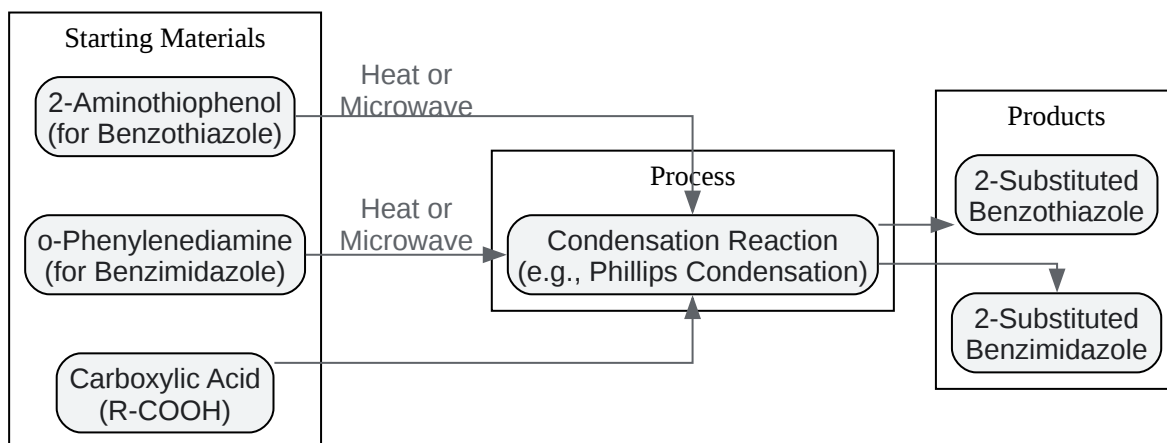 Starting Materials
2-Aminothiophenol
(for Benzothiazole)
o-Phenylenediamine
(for Benzimidazole)
Carboxylic Acid
(R-COOH)
Heat or
Microwave
Heat or
Microwave
Process
Condensation Reaction
(e.g., Phillips Condensation)
Products
2-Substituted
Benzothiazole
2-Substituted
Benzimidazole